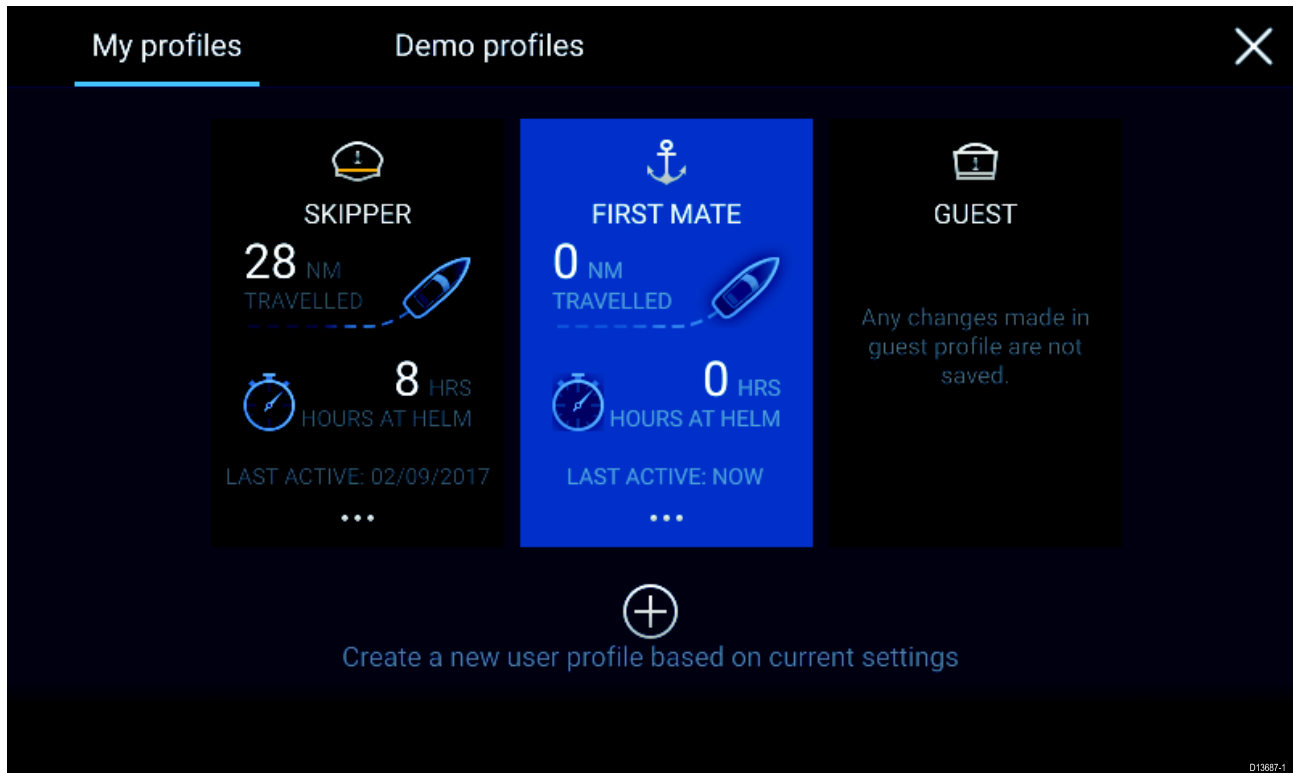 My profiles
Demo profiles
1
SKIPPER
28 NM
TRAVELLED
8 HRS
HOURS AT HELM
LAST ACTIVE: 02/09/2017
FIRST MATE
0 NM
TRAVELLED
0 HRS
HOURS AT HELM
LAST ACTIVE: NOW
1
GUEST
Any changes made in
guest profile are not
saved.
Create a new user profile based on current settings
D13687-1